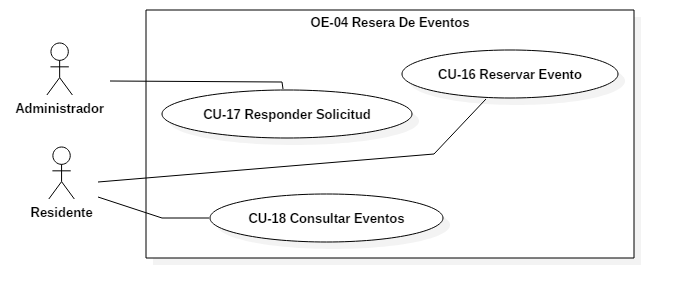 OE-04 Resera De Eventos
CU-16 Reservar Evento
Administrador
CU-17 Responder Solicitud
Residente
CU-18 Consultar Eventos